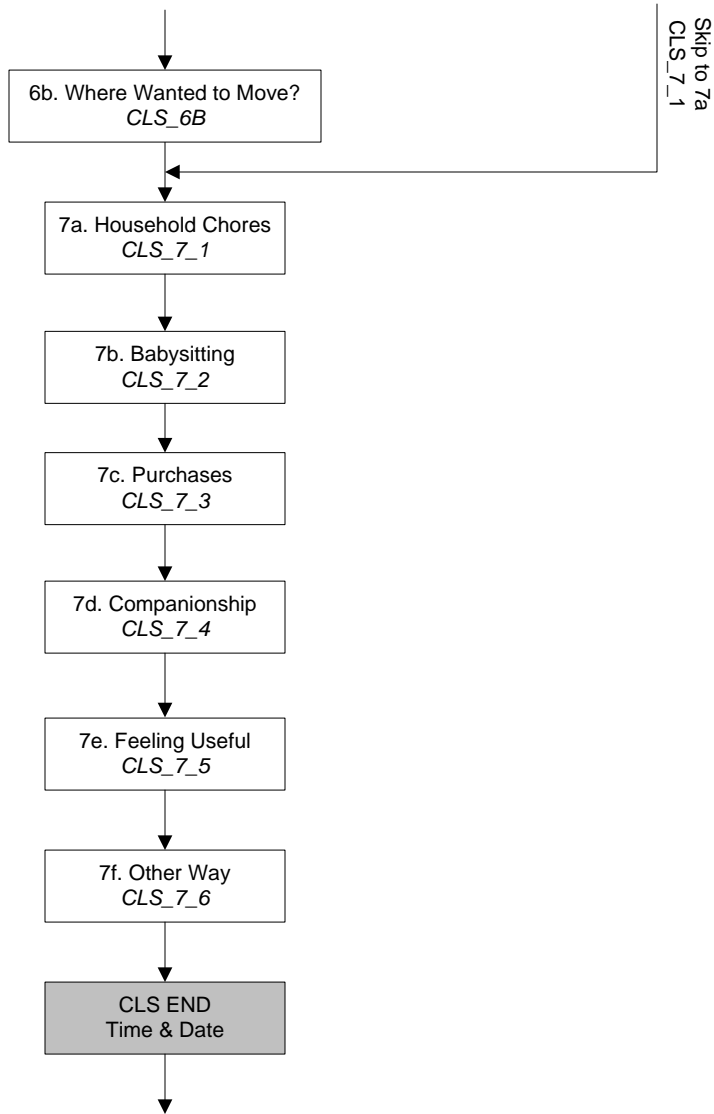 Skip to 7a
CLS_7_1
6b. Where Wanted to Move?
CLS_6B
7a. Household Chores
CLS_7_1
7b. Babysitting
CLS_7_2
7c. Purchases
CLS_7_3
7d. Companionship
CLS_7_4
7e. Feeling Useful
CLS_7_5
7f. Other Way
CLS_7_6
CLS END
Time & Date